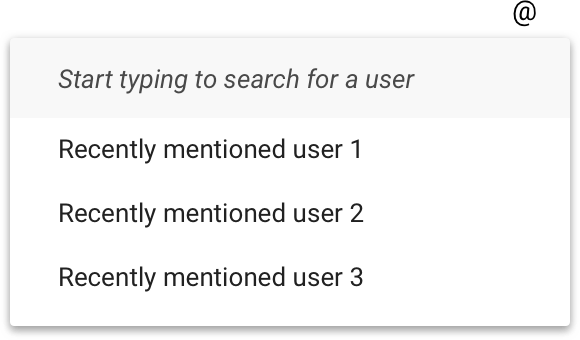 @
Start typing to search for a user
Recently mentioned user 1
Recently mentioned user 2
Recently mentioned user 3